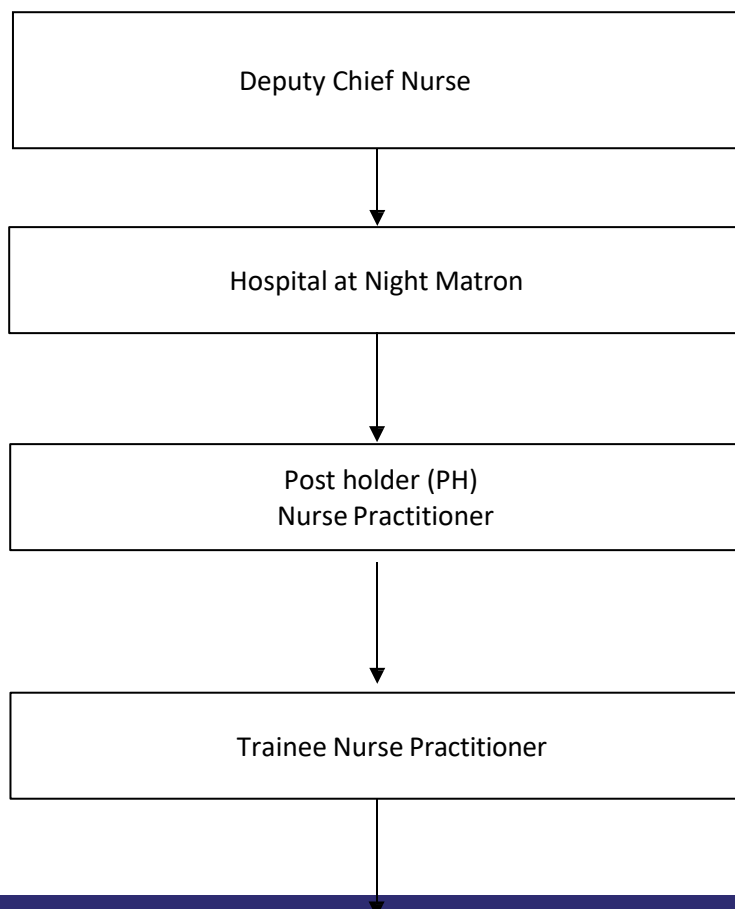 Deputy Chief Nurse
Hospital at Night Matron
Post holder (PH)
Nurse Practitioner
Trainee Nurse Practitioner